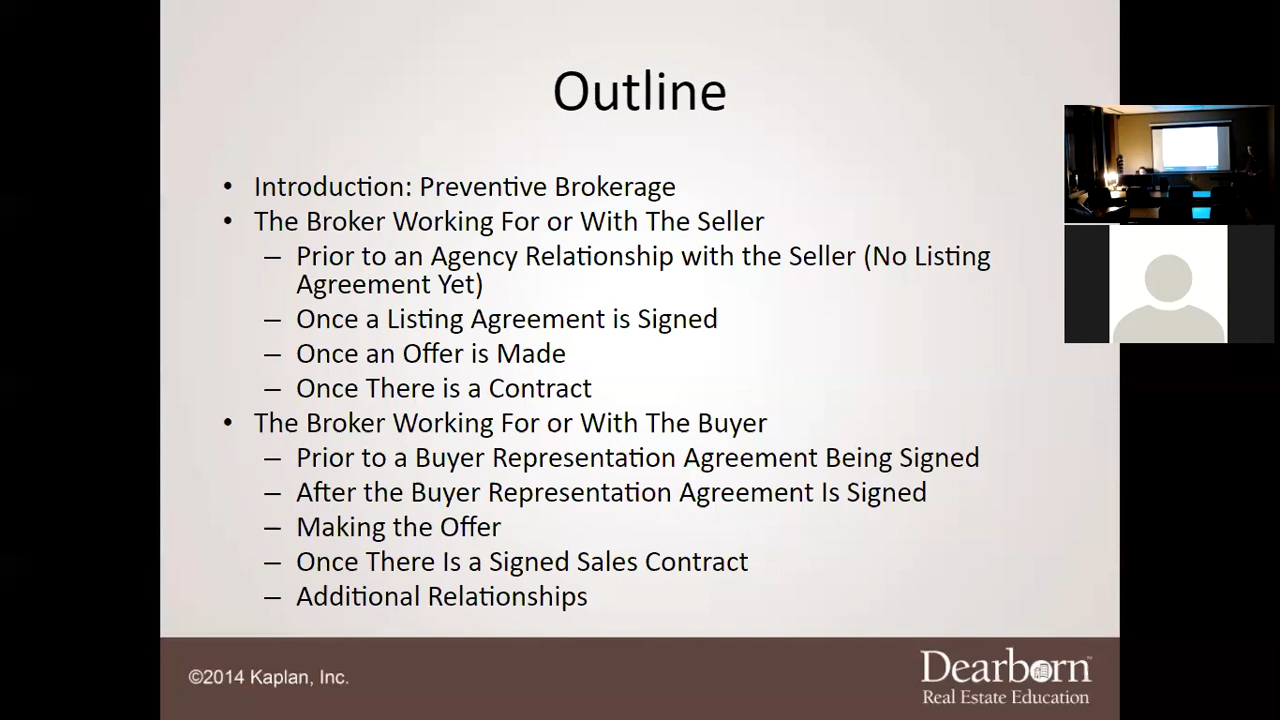 Outline
• Introduction: Preventive Brokerage
• The Broker Working For or With The Seller
– Prior to an Agency Relationship with the Seller (No Listing
Agreement Yet)
– Once a Listing Agreement is Signed
– Once an Offer is Made
– Once There is a Contract
• The Broker Working For or With The Buyer
– Prior to a Buyer Representation Agreement Being Signed
– After the Buyer Representation Agreement Is Signed
– Making the Offer
– Once There Is a Signed Sales Contract
– Additional Relationships
©2014 Kaplan, Inc.
Dearborn™
Real Estate Education